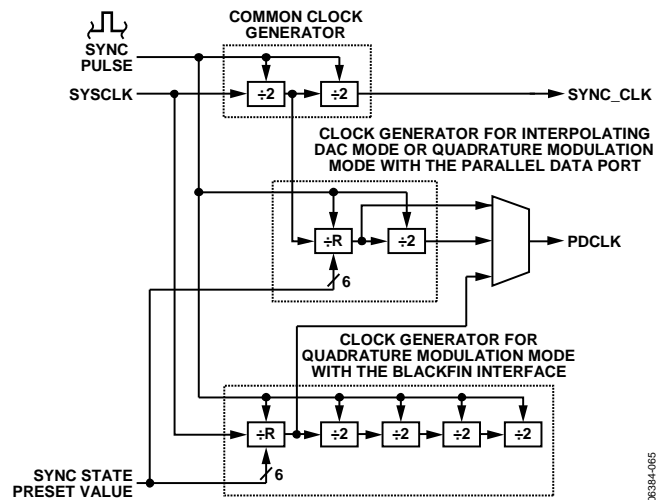 COMMON CLOCK
GENERATOR
SYNC
PULSE
SYSCLK
÷2
÷2
SYNC_CLK
CLOCK GENERATOR FOR INTERPOLATING
DAC MODE OR QUADRATURE MODULATION
MODE WITH THE PARALLEL DATA PORT
÷R
÷2
PDCLK
6
CLOCK GENERATOR FOR
QUADRATURE MODULATION MODE
WITH THE BLACKFIN INTERFACE
÷R
÷2
÷2
÷2
÷2
6
SYNC STATE
PRESET VALUE
06384-065